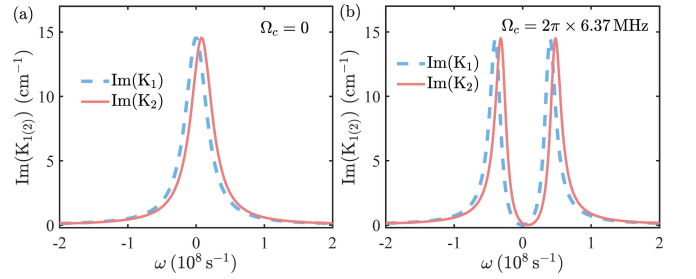 (a)
Ω_c = 0
Im(K_1)
Im(K_2)
Im(K_{1(2)}) (cm^{-1})
15
10
5
0
-2 -1 0 1 2
ω (10^8 s^{-1})
(b)
Ω_c = 2π × 6.37 MHz
Im(K_1)
Im(K_2)
Im(K_{1(2)}) (cm^{-1})
15
10
5
0
-2 -1 0 1 2
ω (10^8 s^{-1})